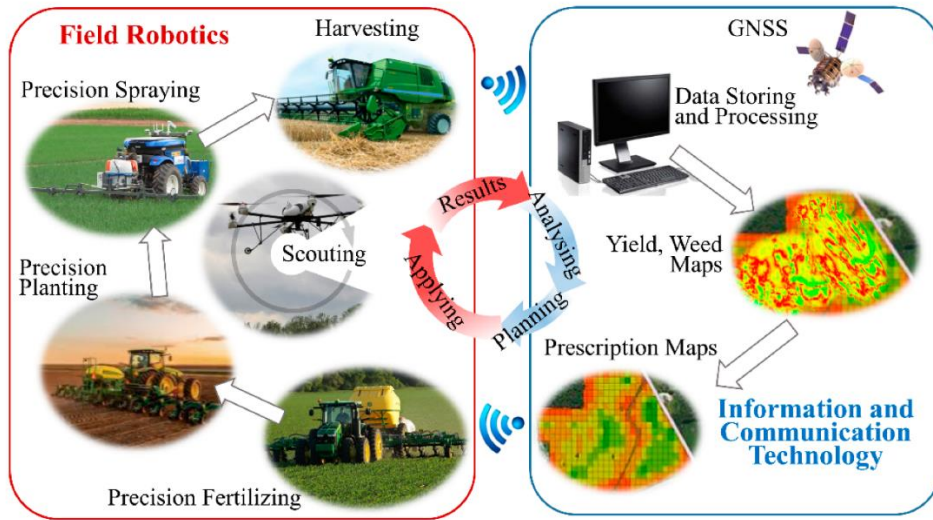 Field Robotics
Harvesting
Precision Spraying
Scouting
Precision
Planting
Precision Fertilizing
Results
Analysing
Planning
Applying
GNSS
Data Storing
and Processing
Yield, Weed
Maps
Prescription Maps
Information and
Communication
Technology